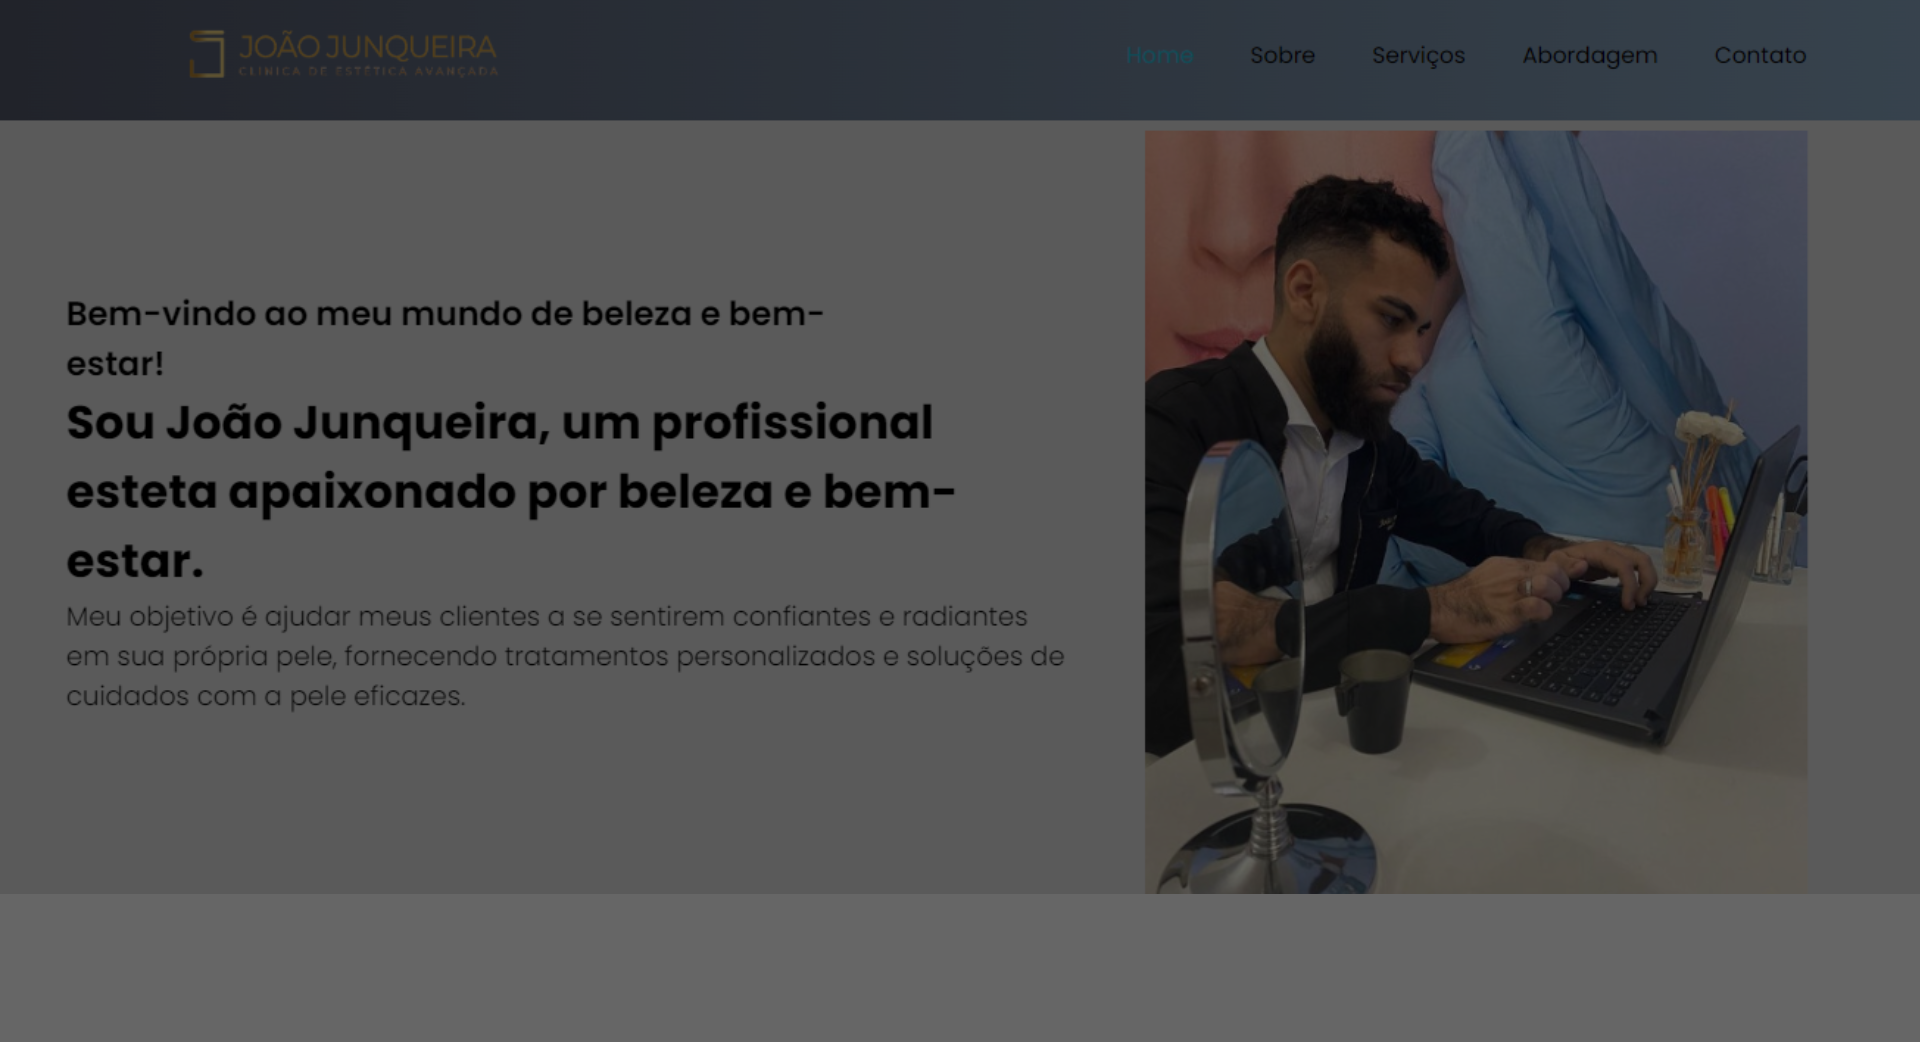 JOÃO JUNQUEIRA
CLINICA DE ESTÉTICA AVANÇADA
Home Sobre Serviços Abordagem Contato
Bem-vindo ao meu mundo de beleza e bem-
estar!
Sou João Junqueira, um profissional
esteta apaixonado por beleza e bem-
estar.
Meu objetivo é ajudar meus clientes a se sentirem confiantes e radiantes
em sua própria pele, fornecendo tratamentos personalizados e soluções de
cuidados com a pele eficazes.